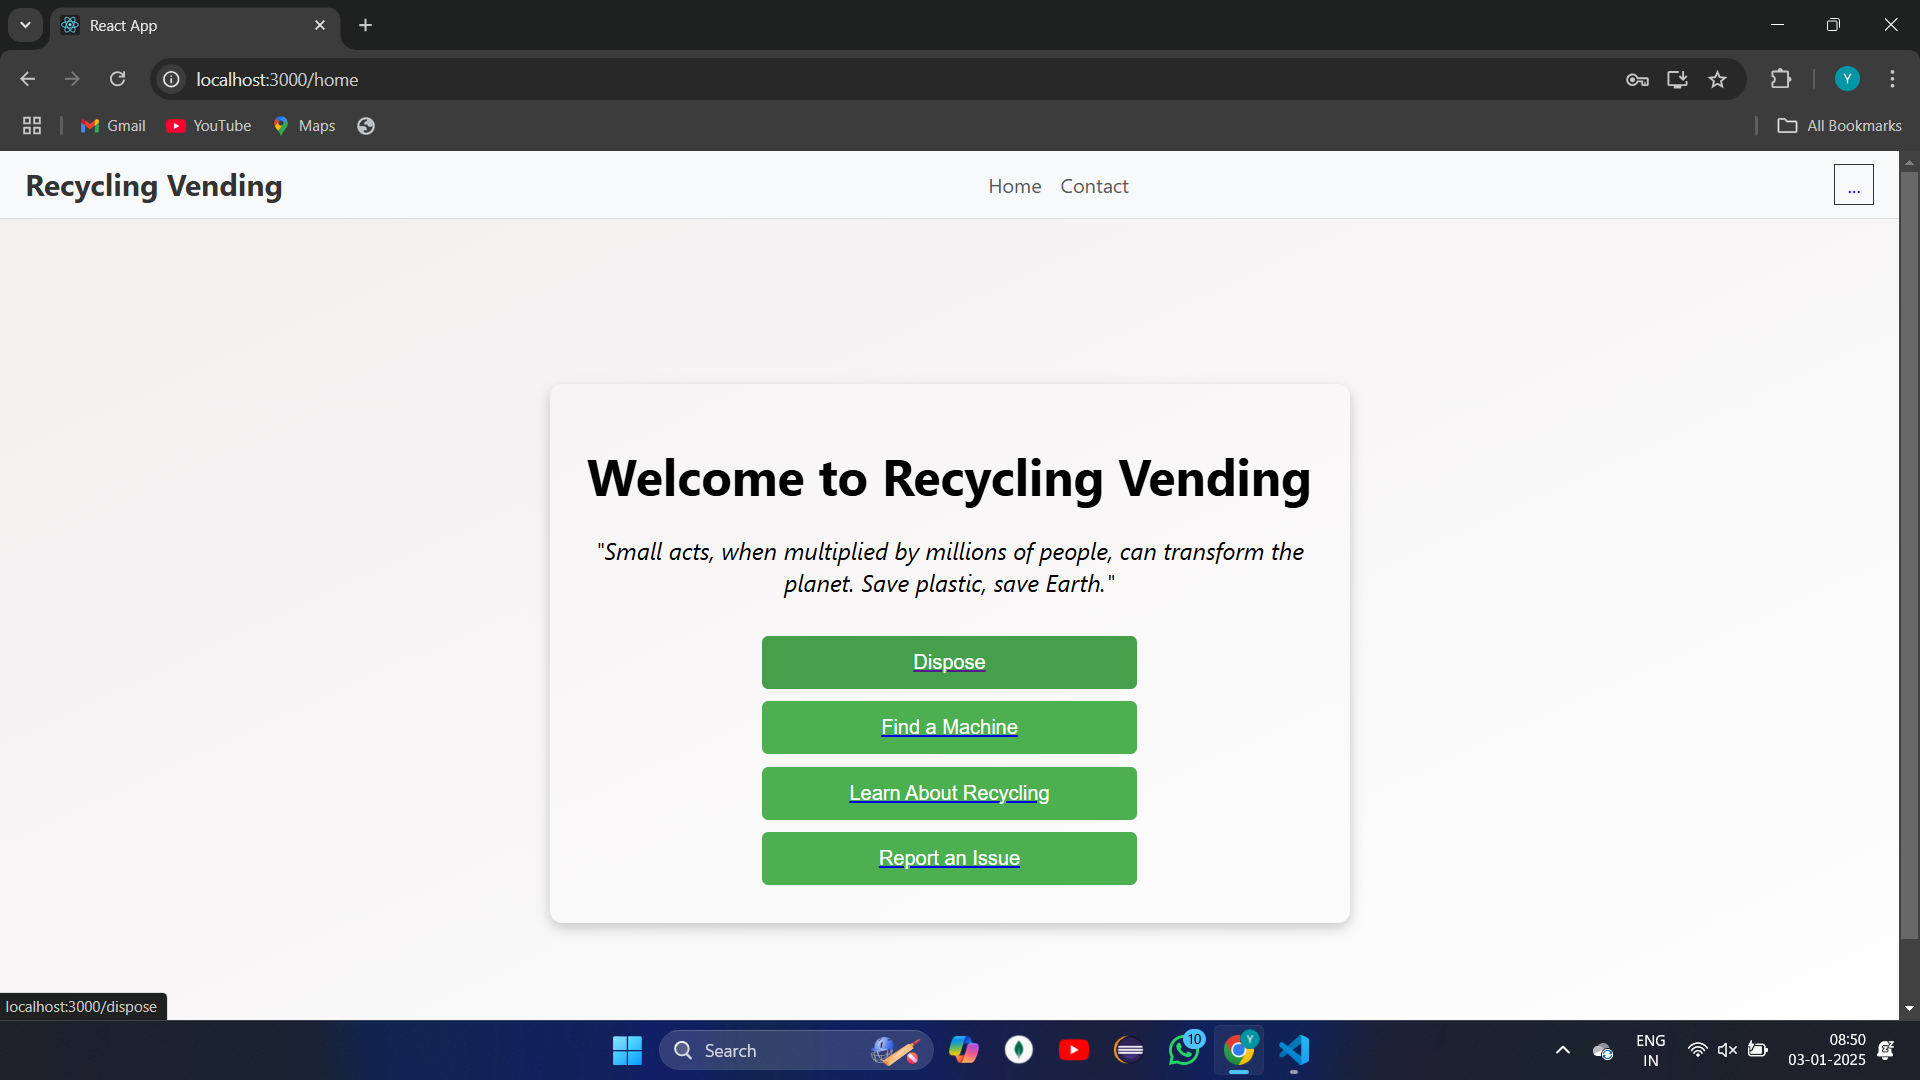 React App
localhost:3000/home
Y
Gmail
YouTube
Maps
All Bookmarks
Recycling Vending
Home
Contact
...
Welcome to Recycling Vending
"Small acts, when multiplied by millions of people, can transform the
planet. Save plastic, save Earth."
Dispose
Find a Machine
Learn About Recycling
Report an Issue
localhost:3000/dispose
Search
10
Y
ENG
IN
08:50
03-01-2025